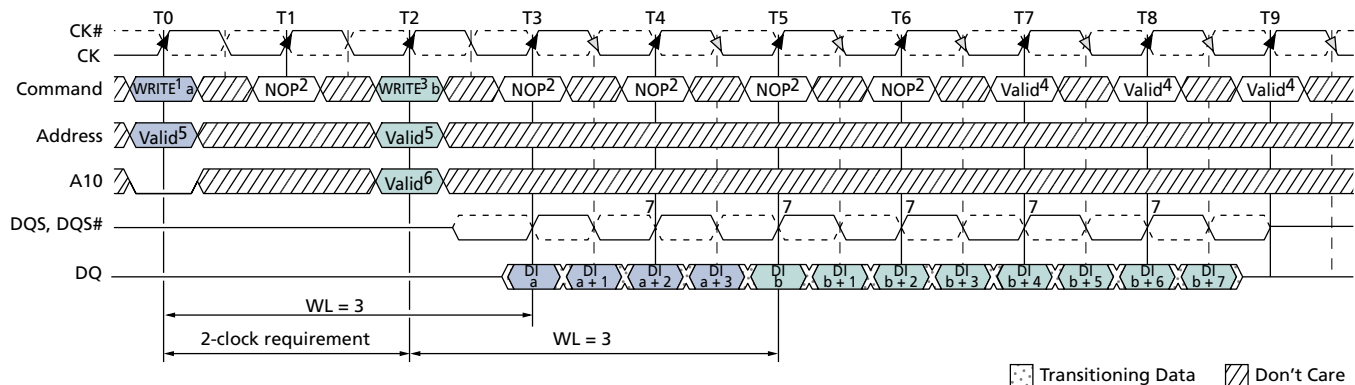 T0 T1 T2 T3 T4 T5 T6 T7 T8 T9
CK#
CK
Command WRITE1 a NOP2 WRITE3 b NOP2 NOP2 NOP2 NOP2 Valid4 Valid4 Valid4
Address Valid5 Valid5
A10 Valid6
7 7 7 7 7
DQS, DQS#
DQ DI a DI a + 1 DI a + 2 DI a + 3 DI b DI b + 1 DI b + 2 DI b + 3 DI b + 4 DI b + 5 DI b + 6 DI b + 7
WL = 3
2-clock requirement WL = 3
Transitioning Data Don't Care